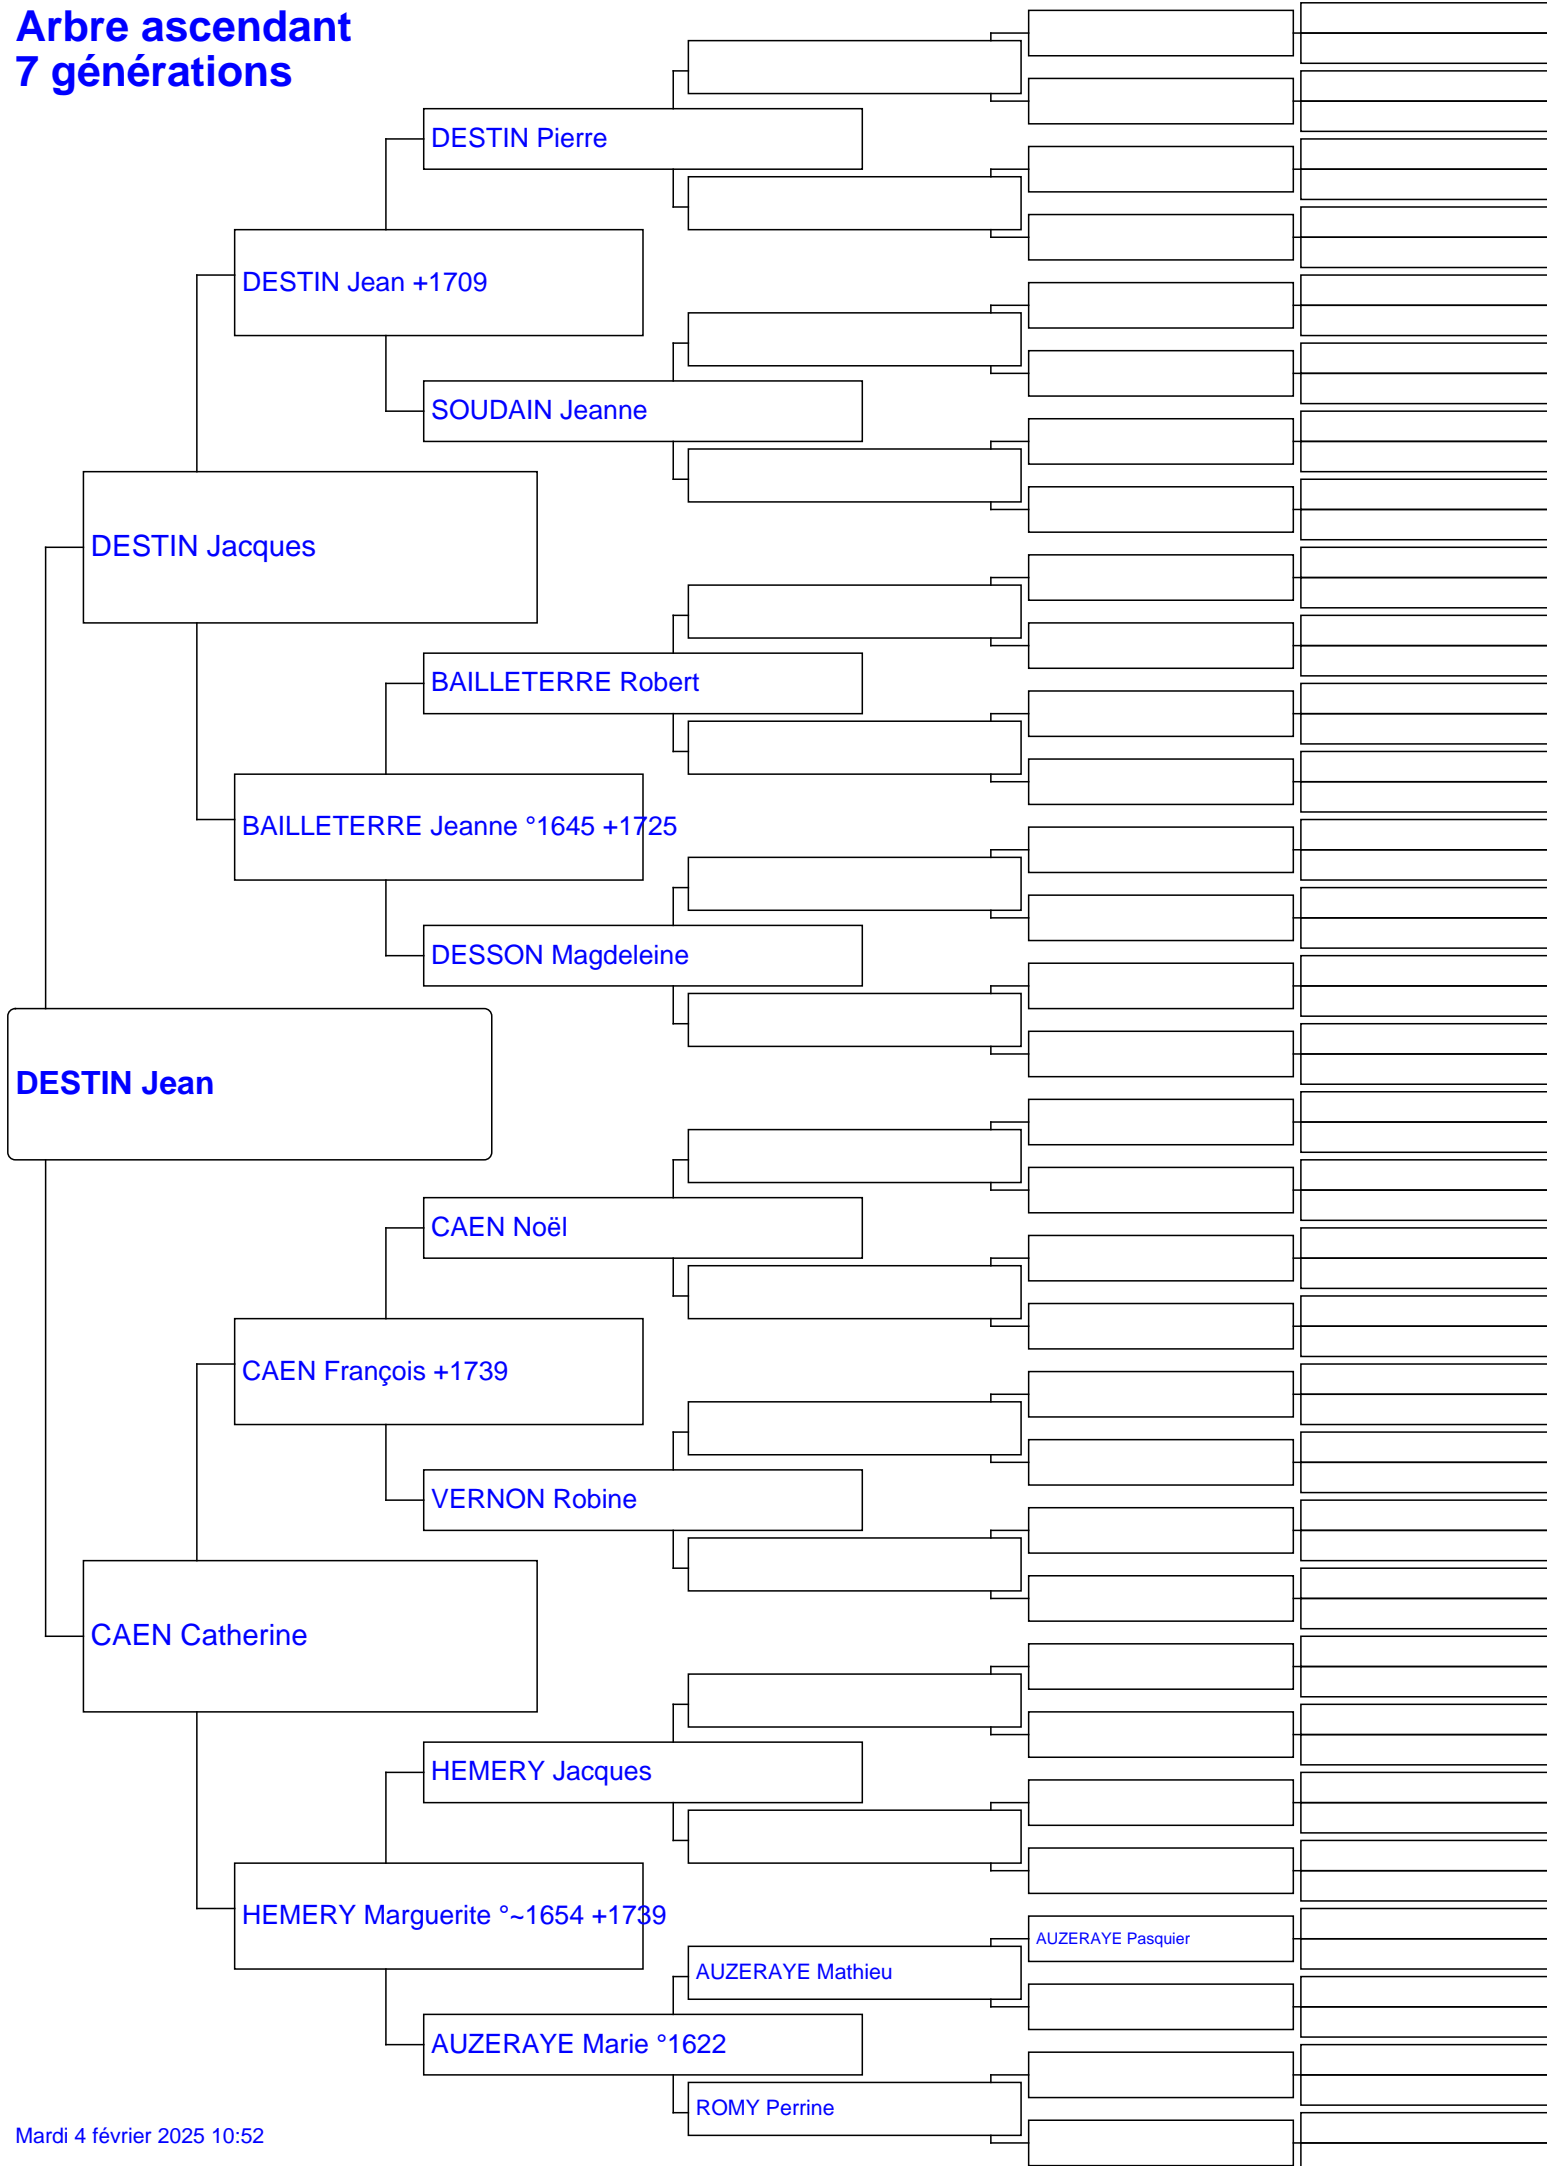 Arbre ascendant
7 générations
DESTIN Pierre
DESTIN Jean +1709
SOUDAIN Jeanne
DESTIN Jacques
BAILLETERRE Robert
BAILLETERRE Jeanne °1645 +1725
DESSON Magdeleine
DESTIN Jean
CAEN Noël
CAEN François +1739
VERNON Robine
CAEN Catherine
HEMERY Jacques
HEMERY Marguerite °~1654 +1739
AUZERAYE Pasquier
AUZERAYE Mathieu
AUZERAYE Marie °1622
ROMY Perrine
Mardi 4 février 2025 10:52